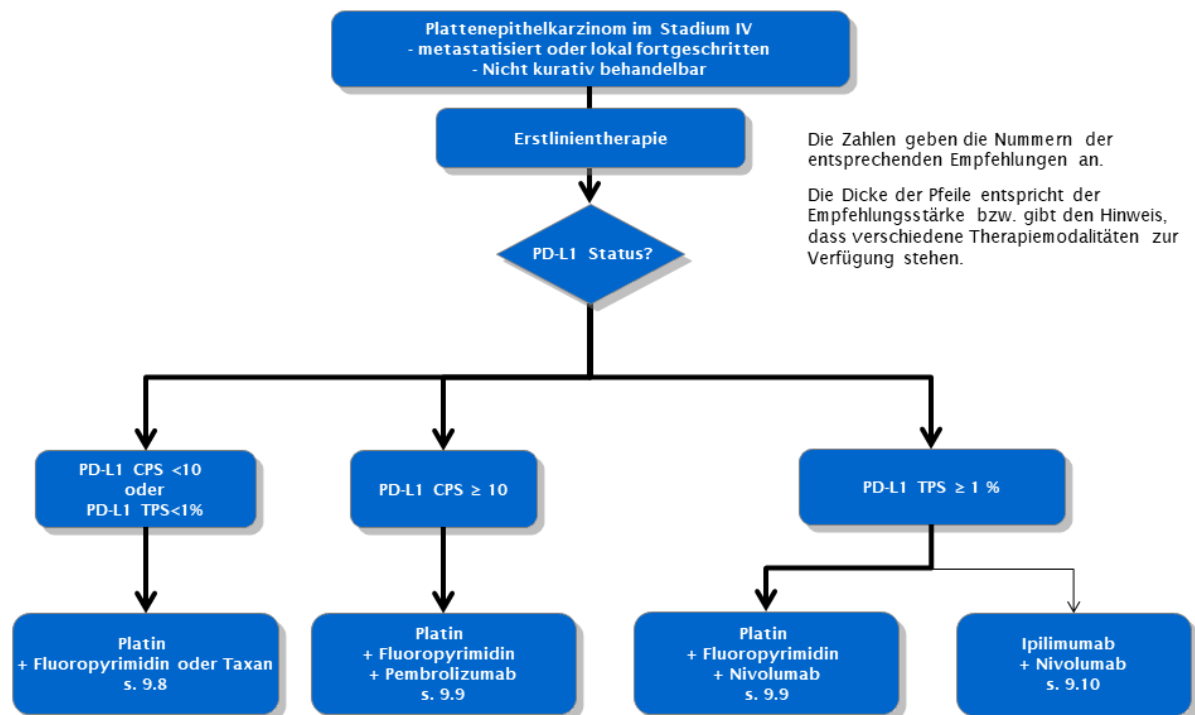 Plattenepithelkarzinom im Stadium IV
- metastatisiert oder lokal fortgeschritten
- Nicht kurativ behandelbar
Erstlinientherapie
Die Zahlen geben die Nummern der
entsprechenden Empfehlungen an.
Die Dicke der Pfeile entspricht der
Empfehlungsstärke bzw. gibt den Hinweis,
dass verschiedene Therapiemodalitäten zur
Verfügung stehen.
PD-L1 Status?
PD-L1 CPS <10
oder
PD-L1 TPS<1%
PD-L1 CPS ≥ 10
PD-L1 TPS ≥ 1 %
Platin
+ Fluoropyrimidin oder Taxan
s. 9.8
Platin
+ Fluoropyrimidin
+ Pembrolizumab
s. 9.9
Platin
+ Fluoropyrimidin
+ Nivolumab
s. 9.9
Ipilimumab
+ Nivolumab
s. 9.10